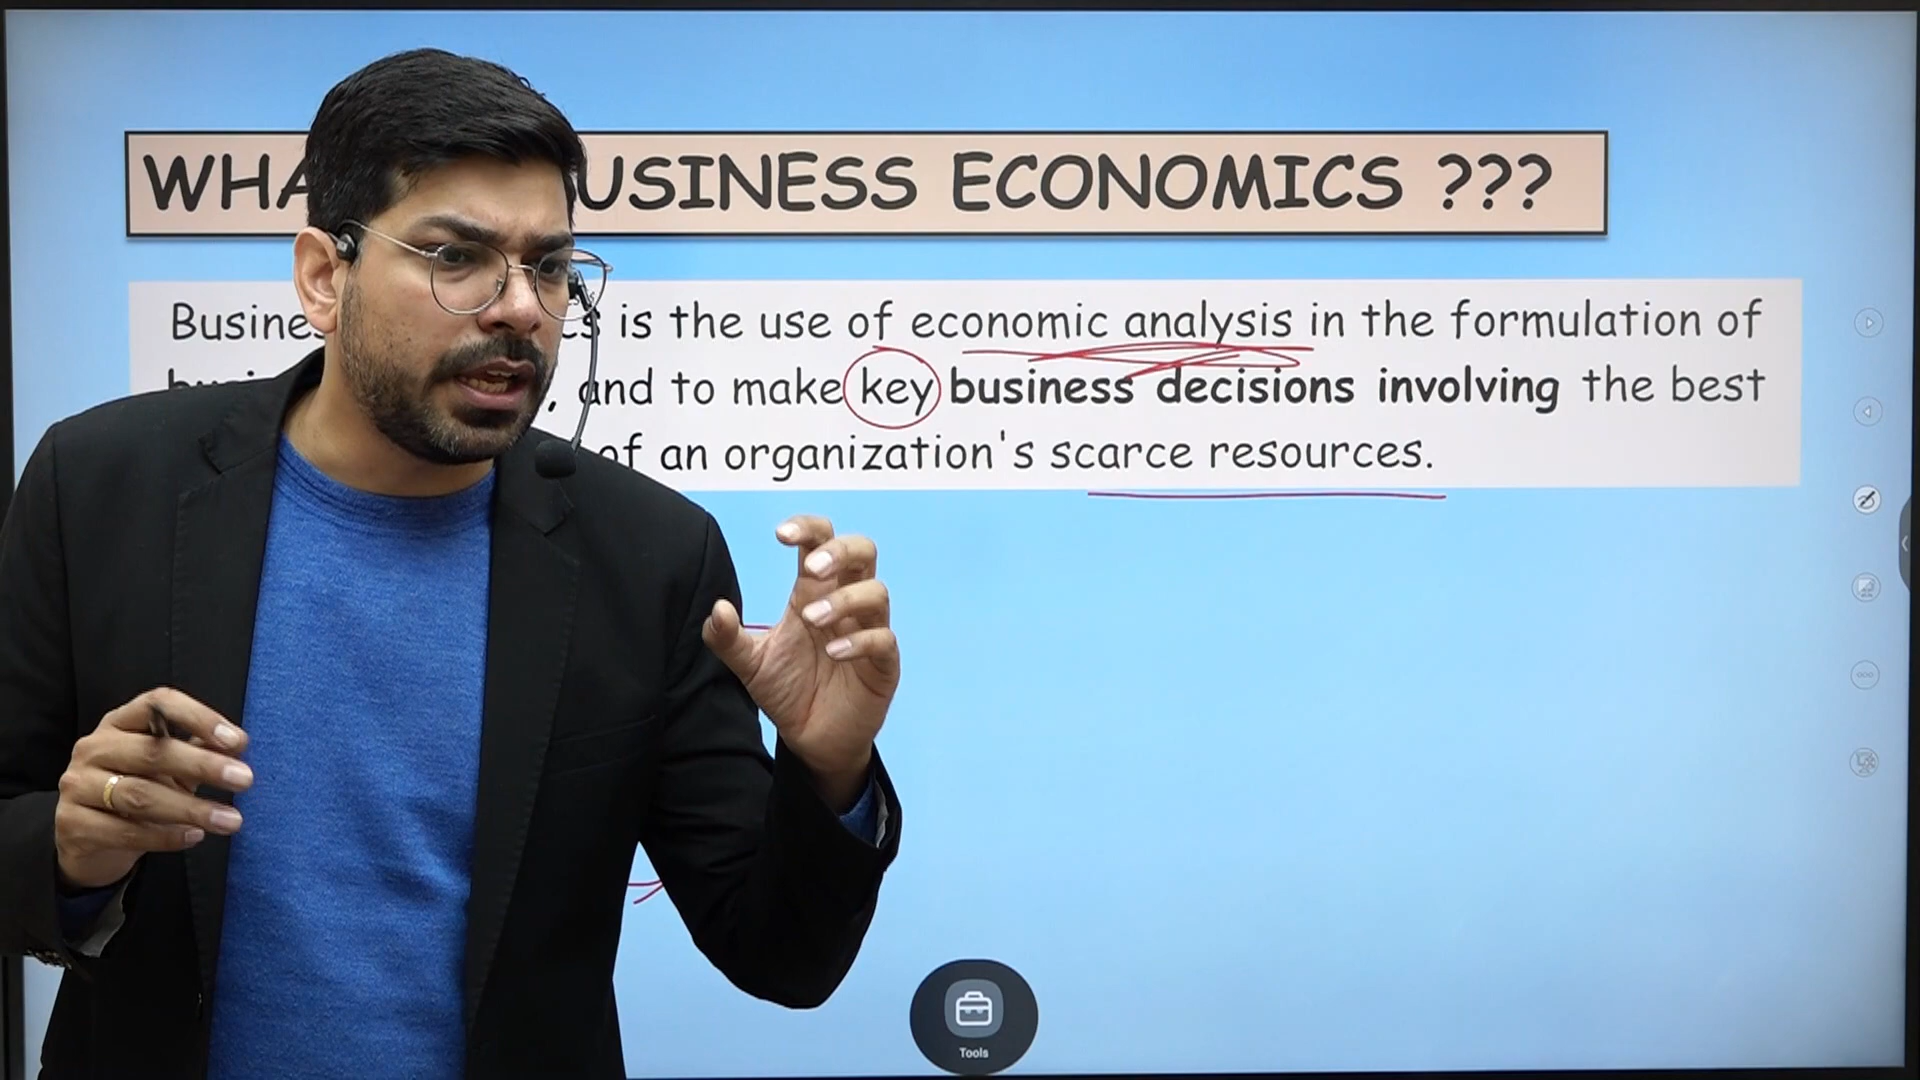 WHA USINESS ECONOMICS ???
Busines cs is the use of economic analysis in the formulation of
and to make key business decisions involving the best
of an organization's scarce resources.
Tools